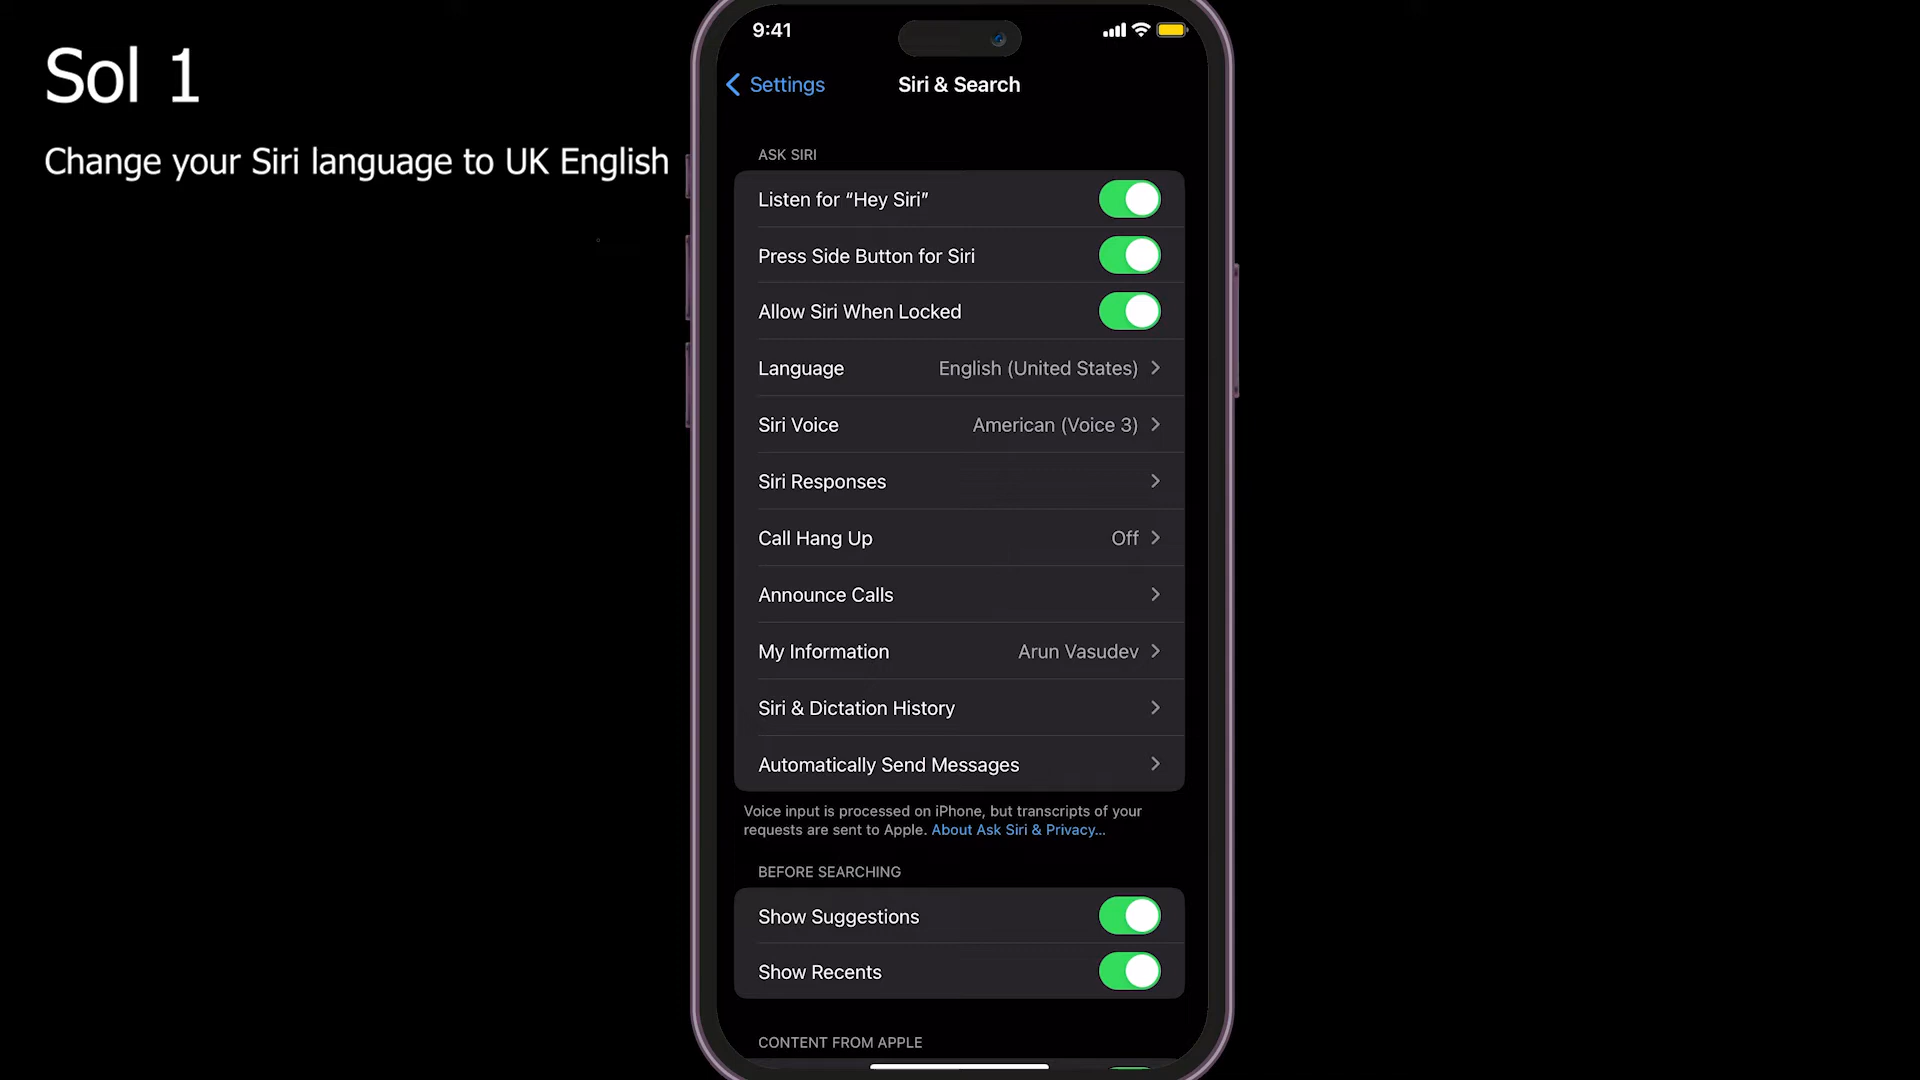 Sol 1
Change your Siri language to UK English
9:41
Settings
Siri & Search
ASK SIRI
Listen for “Hey Siri”
Press Side Button for Siri
Allow Siri When Locked
Language English (United States)
Siri Voice American (Voice 3)
Siri Responses
Call Hang Up Off
Announce Calls
My Information Arun Vasudev
Siri & Dictation History
Automatically Send Messages
Voice input is processed on iPhone, but transcripts of your
requests are sent to Apple. About Ask Siri & Privacy...
BEFORE SEARCHING
Show Suggestions
Show Recents
CONTENT FROM APPLE